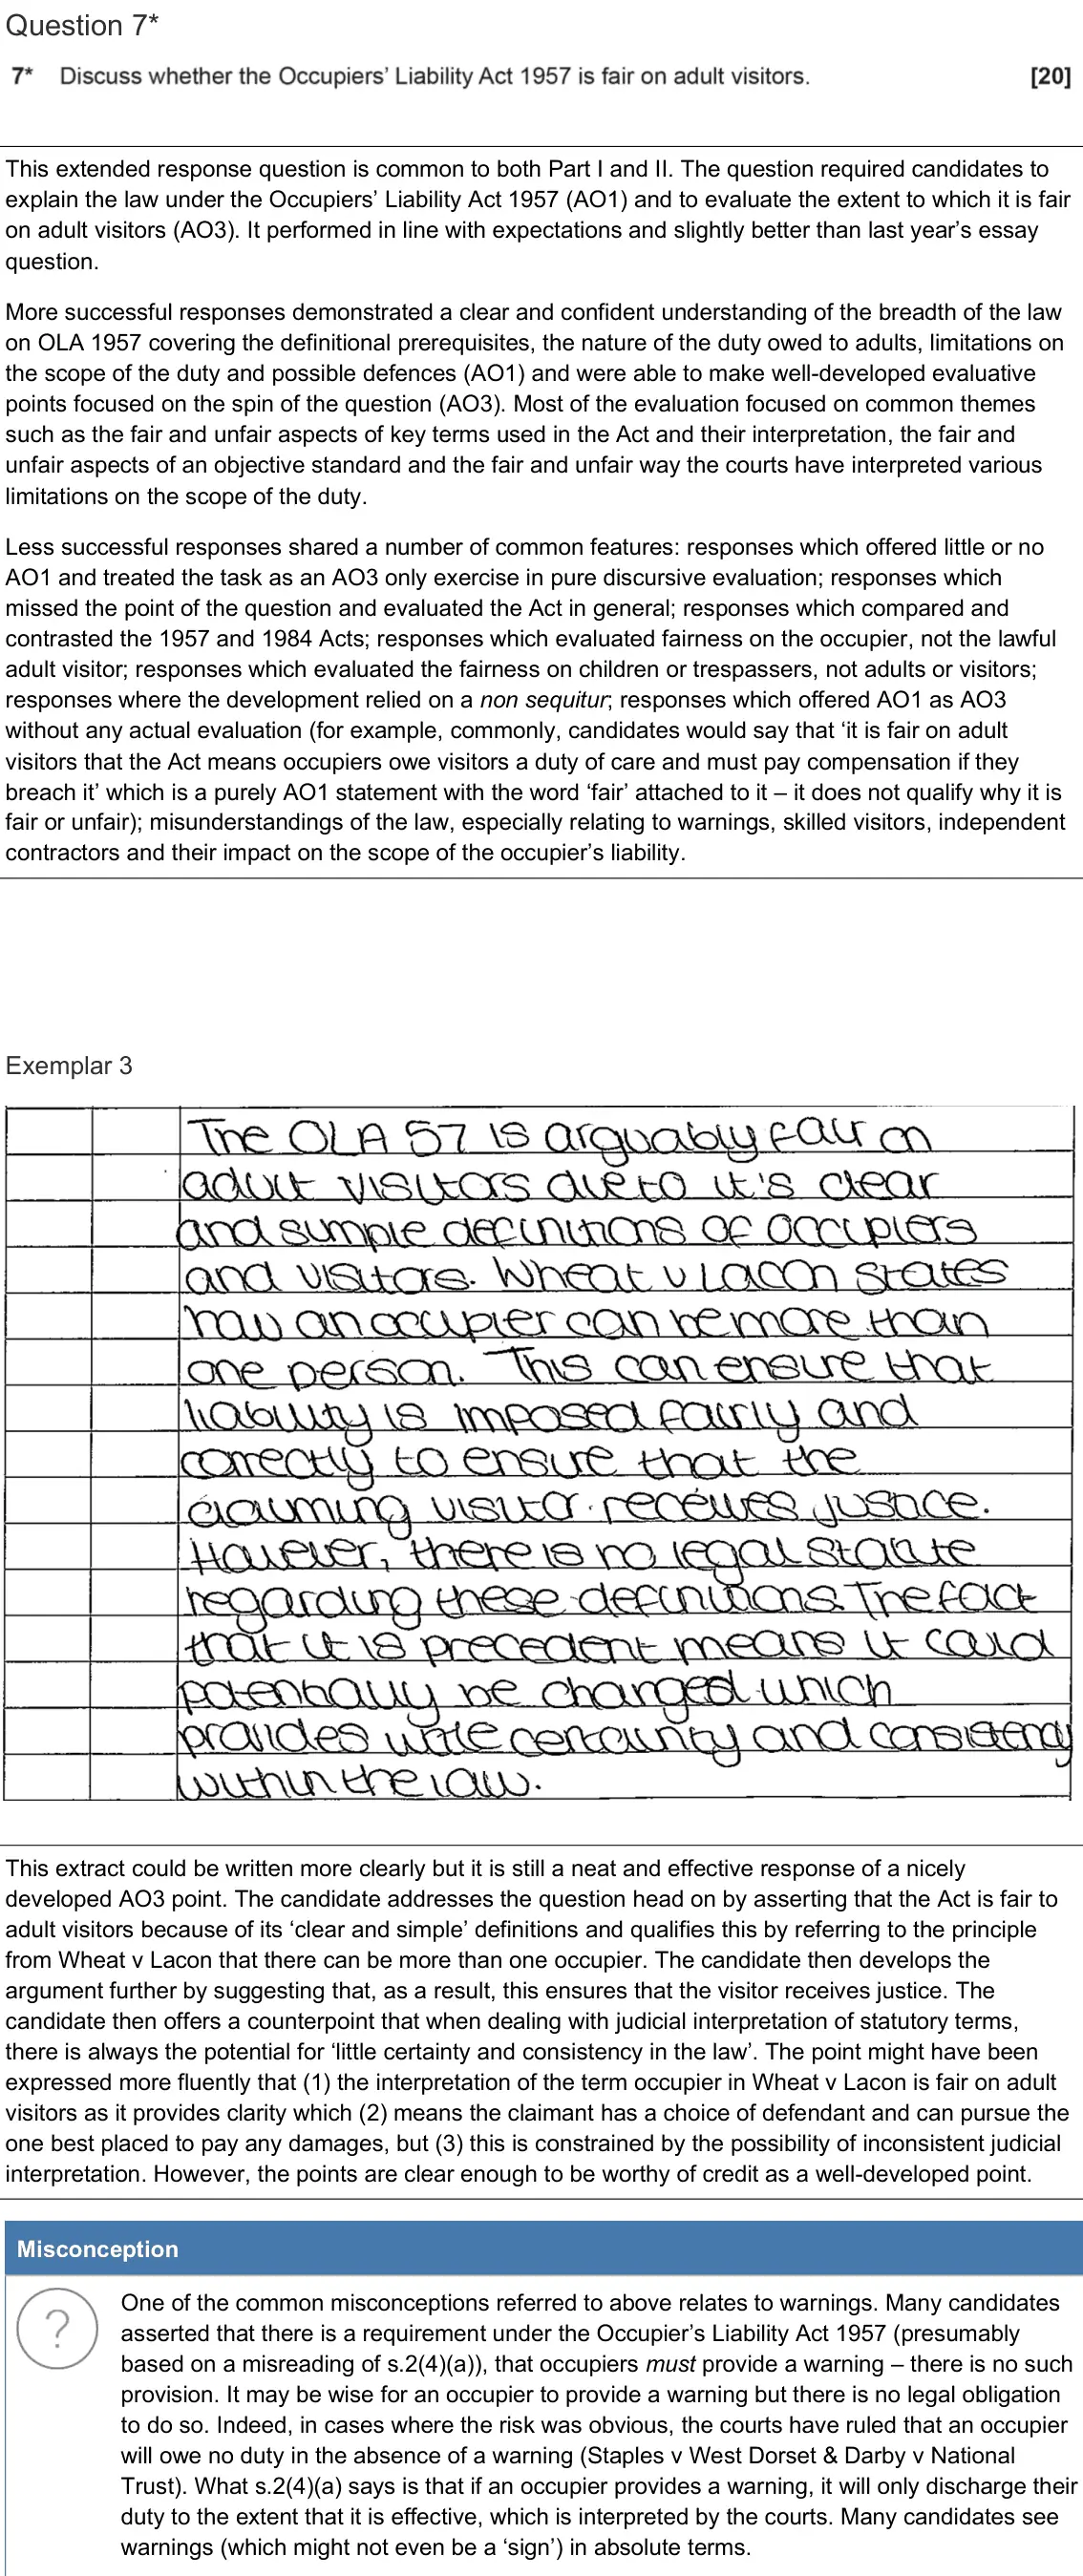 Question 7*
7* Discuss whether the Occupiers' Liability Act 1957 is fair on adult visitors. [20]
This extended response question is common to both Part I and II. The question required candidates to
explain the law under the Occupiers' Liability Act 1957 (AO1) and to evaluate the extent to which it is fair
on adult visitors (AO3). It performed in line with expectations and slightly better than last year's essay
question.
More successful responses demonstrated a clear and confident understanding of the breadth of the law
on OLA 1957 covering the definitional prerequisites, the nature of the duty owed to adults, limitations on
the scope of the duty and possible defences (AO1) and were able to make well-developed evaluative
points focused on the spin of the question (AO3). Most of the evaluation focused on common themes
such as the fair and unfair aspects of key terms used in the Act and their interpretation, the fair and
unfair aspects of an objective standard and the fair and unfair way the courts have interpreted various
limitations on the scope of the duty.
Less successful responses shared a number of common features: responses which offered little or no
AO1 and treated the task as an AO3 only exercise in pure discursive evaluation; responses which
missed the point of the question and evaluated the Act in general; responses which compared and
contrasted the 1957 and 1984 Acts; responses which evaluated fairness on the occupier, not the lawful
adult visitor; responses which evaluated the fairness on children or trespassers, not adults or visitors;
responses where the development relied on a non sequitur; responses which offered AO1 as AO3
without any actual evaluation (for example, commonly, candidates would say that 'it is fair on adult
visitors that the Act means occupiers owe visitors a duty of care and must pay compensation if they
breach it' which is a purely AO1 statement with the word 'fair' attached to it – it does not qualify why it is
fair or unfair); misunderstandings of the law, especially relating to warnings, skilled visitors, independent
contractors and their impact on the scope of the occupier's liability.
Exemplar 3
The OLA 57 is arguably fair on
adult visitors due to it's clear
and simple definitions of occupiers
and visitors. Wheat v Lacon states
how an occupier can be more than
one person. This can ensure that
liability is imposed fairly and
correctly to ensure that the
claiming visitor receives justice.
However, there is no legal statute
regarding these definitions. The fact
that it is precedent means it could
potentially be changed which
provides little certainty and consistency
within the law.
This extract could be written more clearly but it is still a neat and effective response of a nicely
developed AO3 point. The candidate addresses the question head on by asserting that the Act is fair to
adult visitors because of its 'clear and simple' definitions and qualifies this by referring to the principle
from Wheat v Lacon that there can be more than one occupier. The candidate then develops the
argument further by suggesting that, as a result, this ensures that the visitor receives justice. The
candidate then offers a counterpoint that when dealing with judicial interpretation of statutory terms,
there is always the potential for 'little certainty and consistency in the law'. The point might have been
expressed more fluently that (1) the interpretation of the term occupier in Wheat v Lacon is fair on adult
visitors as it provides clarity which (2) means the claimant has a choice of defendant and can pursue the
one best placed to pay any damages, but (3) this is constrained by the possibility of inconsistent judicial
interpretation. However, the points are clear enough to be worthy of credit as a well-developed point.
Misconception
?
One of the common misconceptions referred to above relates to warnings. Many candidates
asserted that there is a requirement under the Occupier's Liability Act 1957 (presumably
based on a misreading of s.2(4)(a)), that occupiers must provide a warning – there is no such
provision. It may be wise for an occupier to provide a warning but there is no legal obligation
to do so. Indeed, in cases where the risk was obvious, the courts have ruled that an occupier
will owe no duty in the absence of a warning (Staples v West Dorset & Darby v National
Trust). What s.2(4)(a) says is that if an occupier provides a warning, it will only discharge their
duty to the extent that it is effective, which is interpreted by the courts. Many candidates see
warnings (which might not even be a 'sign') in absolute terms.